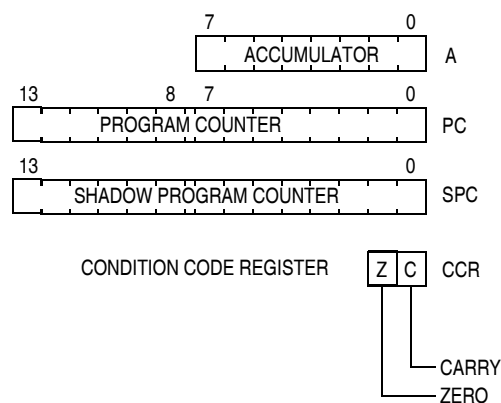 7 0
ACCUMULATOR A
13 8 7 0
PROGRAM COUNTER PC
13 0
SHADOW PROGRAM COUNTER SPC
CONDITION CODE REGISTER Z C CCR
CARRY
ZERO